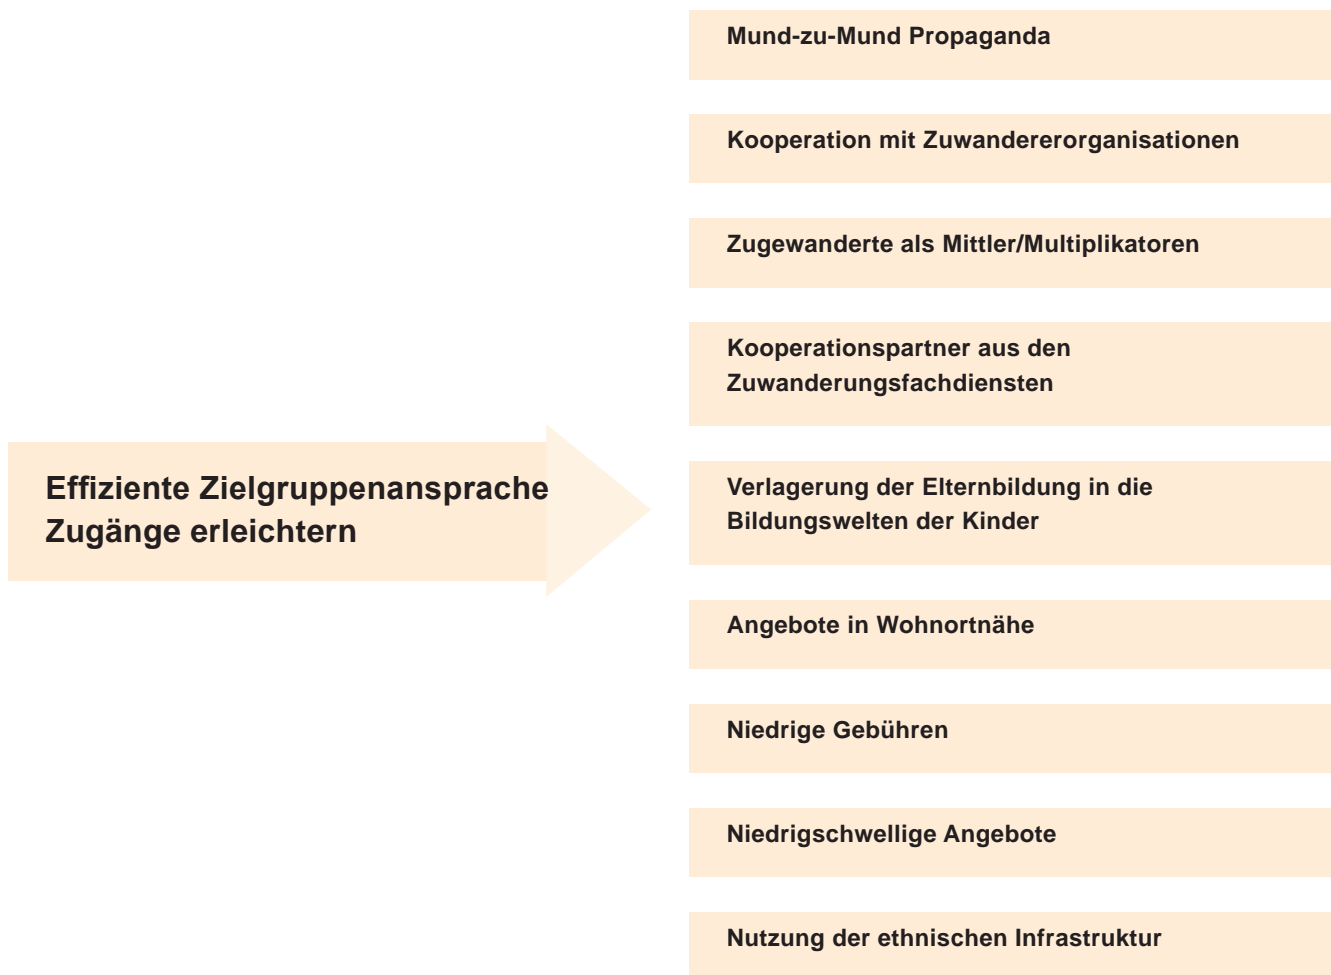 Effiziente Zielgruppenansprache
Zugänge erleichtern
Mund-zu-Mund Propaganda
Kooperation mit Zuwandererorganisationen
Zugewanderte als Mittler/Multiplikatoren
Kooperationspartner aus den
Zuwanderungsfachdiensten
Verlagerung der Elternbildung in die
Bildungswelten der Kinder
Angebote in Wohnortnähe
Niedrige Gebühren
Niedrigschwellige Angebote
Nutzung der ethnischen Infrastruktur